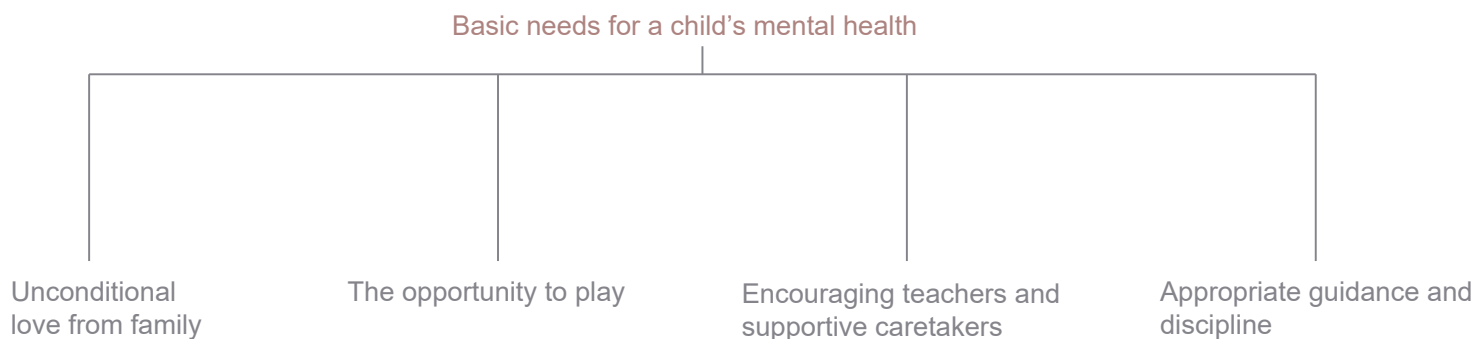 Basic needs for a child’s mental health
Unconditional
love from family
The opportunity to play
Encouraging teachers and
supportive caretakers
Appropriate guidance and
discipline